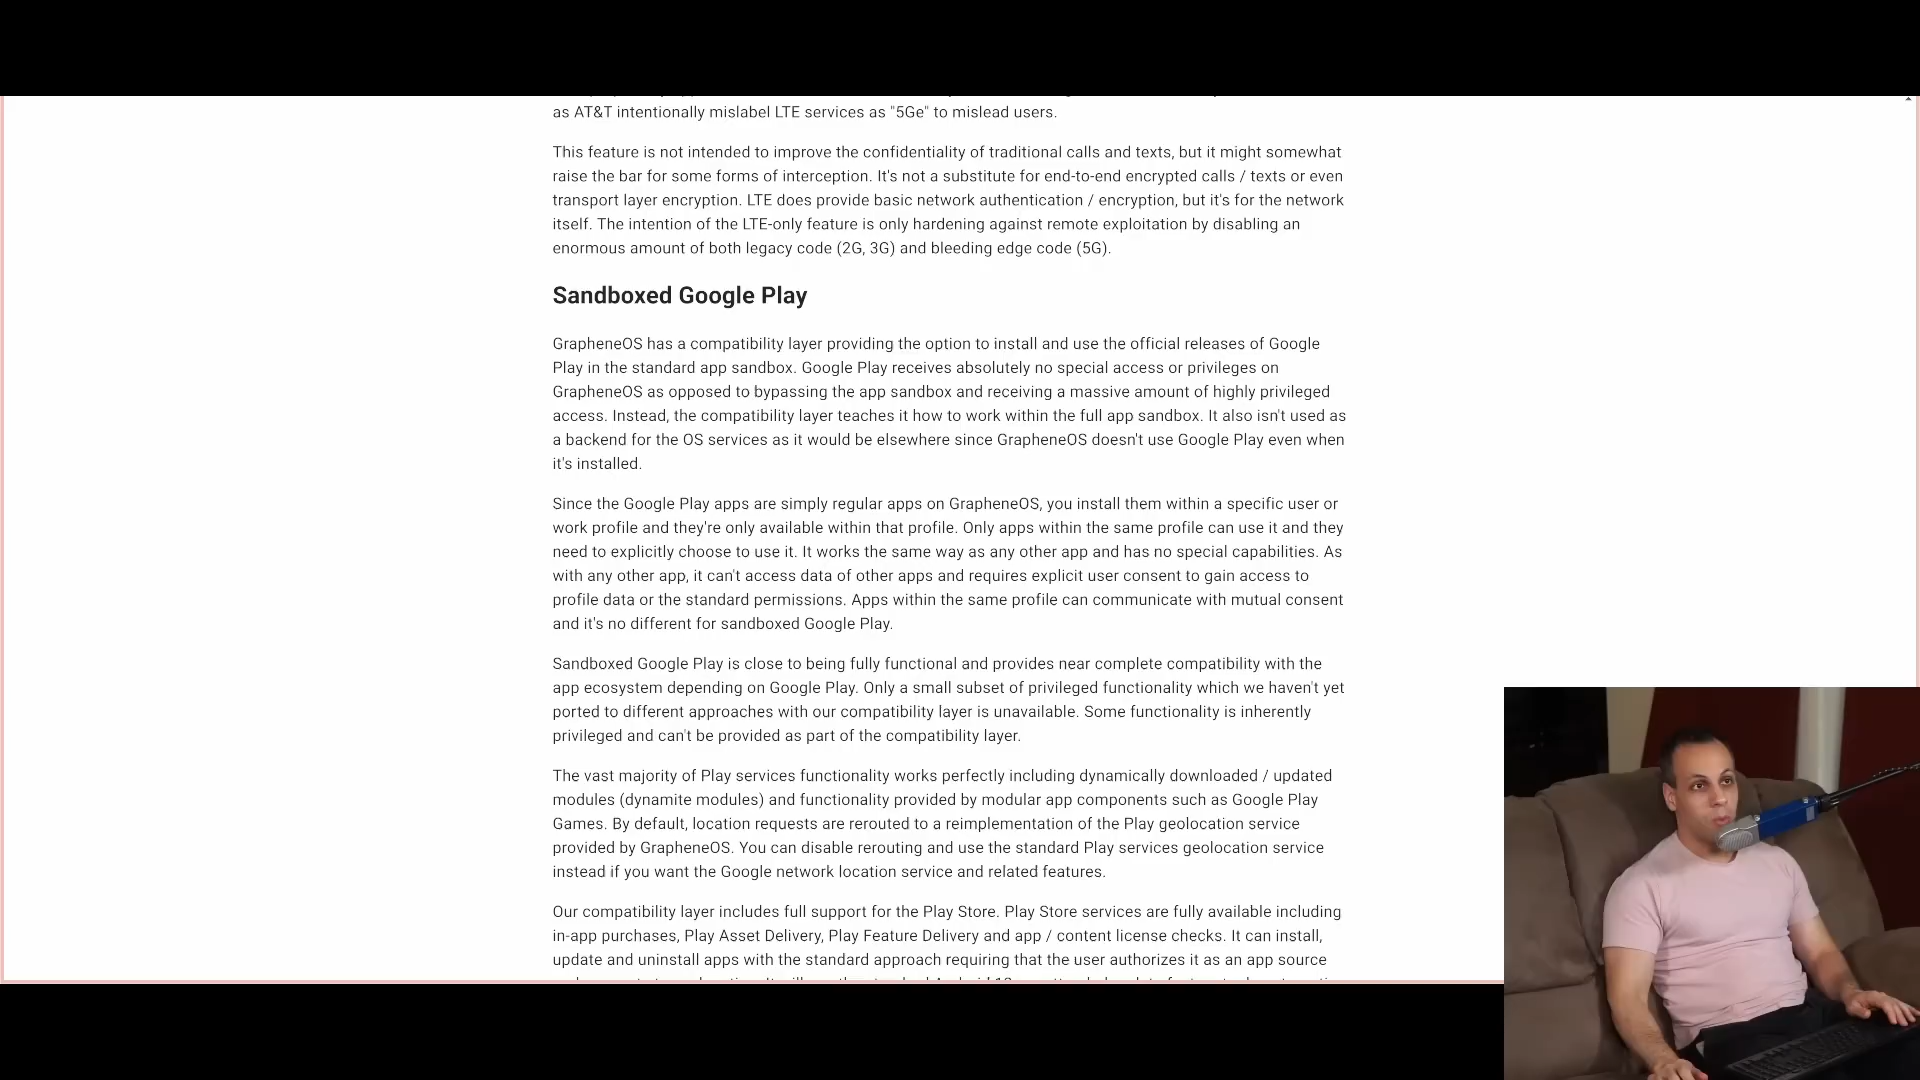 as AT&T intentionally mislabel LTE services as "5Ge" to mislead users.
This feature is not intended to improve the confidentiality of traditional calls and texts, but it might somewhat
raise the bar for some forms of interception. It's not a substitute for end-to-end encrypted calls / texts or even
transport layer encryption. LTE does provide basic network authentication / encryption, but it's for the network
itself. The intention of the LTE-only feature is only hardening against remote exploitation by disabling an
enormous amount of both legacy code (2G, 3G) and bleeding edge code (5G).
Sandboxed Google Play
GrapheneOS has a compatibility layer providing the option to install and use the official releases of Google
Play in the standard app sandbox. Google Play receives absolutely no special access or privileges on
GrapheneOS as opposed to bypassing the app sandbox and receiving a massive amount of highly privileged
access. Instead, the compatibility layer teaches it how to work within the full app sandbox. It also isn't used as
a backend for the OS services as it would be elsewhere since GrapheneOS doesn't use Google Play even when
it's installed.
Since the Google Play apps are simply regular apps on GrapheneOS, you install them within a specific user or
work profile and they're only available within that profile. Only apps within the same profile can use it and they
need to explicitly choose to use it. It works the same way as any other app and has no special capabilities. As
with any other app, it can't access data of other apps and requires explicit user consent to gain access to
profile data or the standard permissions. Apps within the same profile can communicate with mutual consent
and it's no different for sandboxed Google Play.
Sandboxed Google Play is close to being fully functional and provides near complete compatibility with the
app ecosystem depending on Google Play. Only a small subset of privileged functionality which we haven't yet
ported to different approaches with our compatibility layer is unavailable. Some functionality is inherently
privileged and can't be provided as part of the compatibility layer.
The vast majority of Play services functionality works perfectly including dynamically downloaded / updated
modules (dynamite modules) and functionality provided by modular app components such as Google Play
Games. By default, location requests are rerouted to a reimplementation of the Play geolocation service
provided by GrapheneOS. You can disable rerouting and use the standard Play services geolocation service
instead if you want the Google network location service and related features.
Our compatibility layer includes full support for the Play Store. Play Store services are fully available including
in-app purchases, Play Asset Delivery, Play Feature Delivery and app / content license checks. It can install,
update and uninstall apps with the standard approach requiring that the user authorizes it as an app source